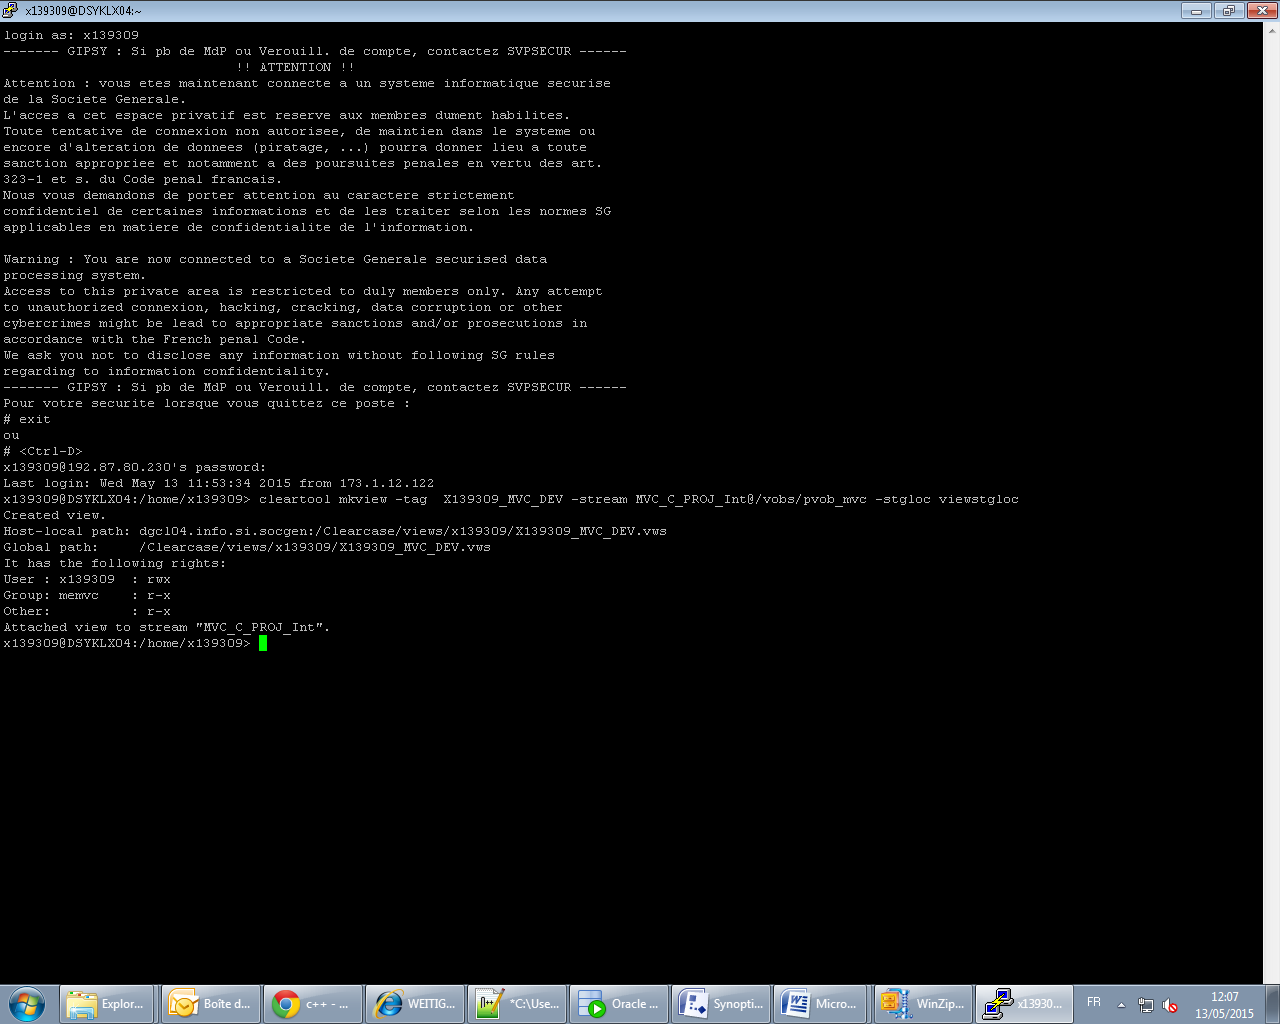 x139309@DSYKLX04:~
login as: x139309
------- GIPSY : Si pb de MdP ou Verouill. de compte, contactez SVPSECUR ------
!! ATTENTION !!
Attention : vous etes maintenant connecte a un systeme informatique securise
de la Societe Generale.
L'acces a cet espace privatif est reserve aux membres dument habilites.
Toute tentative de connexion non autorisee, de maintien dans le systeme ou
encore d'alteration de donnees (piratage, ...) pourra donner lieu a toute
sanction appropriee et notamment a des poursuites penales en vertu des art.
323-1 et s. du Code penal francais.
Nous vous demandons de porter attention au caractere strictement
confidentiel de certaines informations et de les traiter selon les normes SG
applicables en matiere de confidentialite de l'information.
Warning : You are now connected to a Societe Generale securised data
processing system.
Access to this private area is restricted to duly members only. Any attempt
to unauthorized connexion, hacking, cracking, data corruption or other
cybercrimes might be lead to appropriate sanctions and/or prosecutions in
accordance with the French penal Code.
We ask you not to disclose any information without following SG rules
regarding to information confidentiality.
------- GIPSY : Si pb de MdP ou Verouill. de compte, contactez SVPSECUR ------
Pour votre securite lorsque vous quittez ce poste :
# exit
ou
# <Ctrl-D>
x139309@192.87.80.230's password:
Last login: Wed May 13 11:53:34 2015 from 173.1.12.122
x139309@DSYKLX04:/home/x139309> cleartool mkview -tag  X139309_MVC_DEV -stream MVC_C_PROJ_Int@/vobs/pvob_mvc -stgloc viewstgloc
Created view.
Host-local path: dgcl04.info.si.socgen:/Clearcase/views/x139309/X139309_MVC_DEV.vws
Global path:     /Clearcase/views/x139309/X139309_MVC_DEV.vws
It has the following rights:
User : x139309  : rwx
Group: memvc    : r-x
Other:          : r-x
Attached view to stream "MVC_C_PROJ_Int".
x139309@DSYKLX04:/home/x139309>
Explor... Boîte d... c++ - ... WEITIG... *C:\Use... Oracle ... Synopti... Micro... WinZip... x13930... FR 12:07
13/05/2015